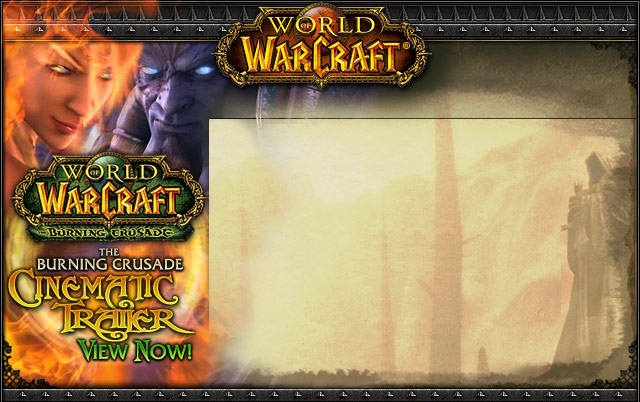 WORLD
OF
WARCRAFT®
WORLD
OF
WARCRAFT
THE BURNING CRUSADE
THE
BURNING CRUSADE
CINEMATIC
TRAILER
VIEW NOW!